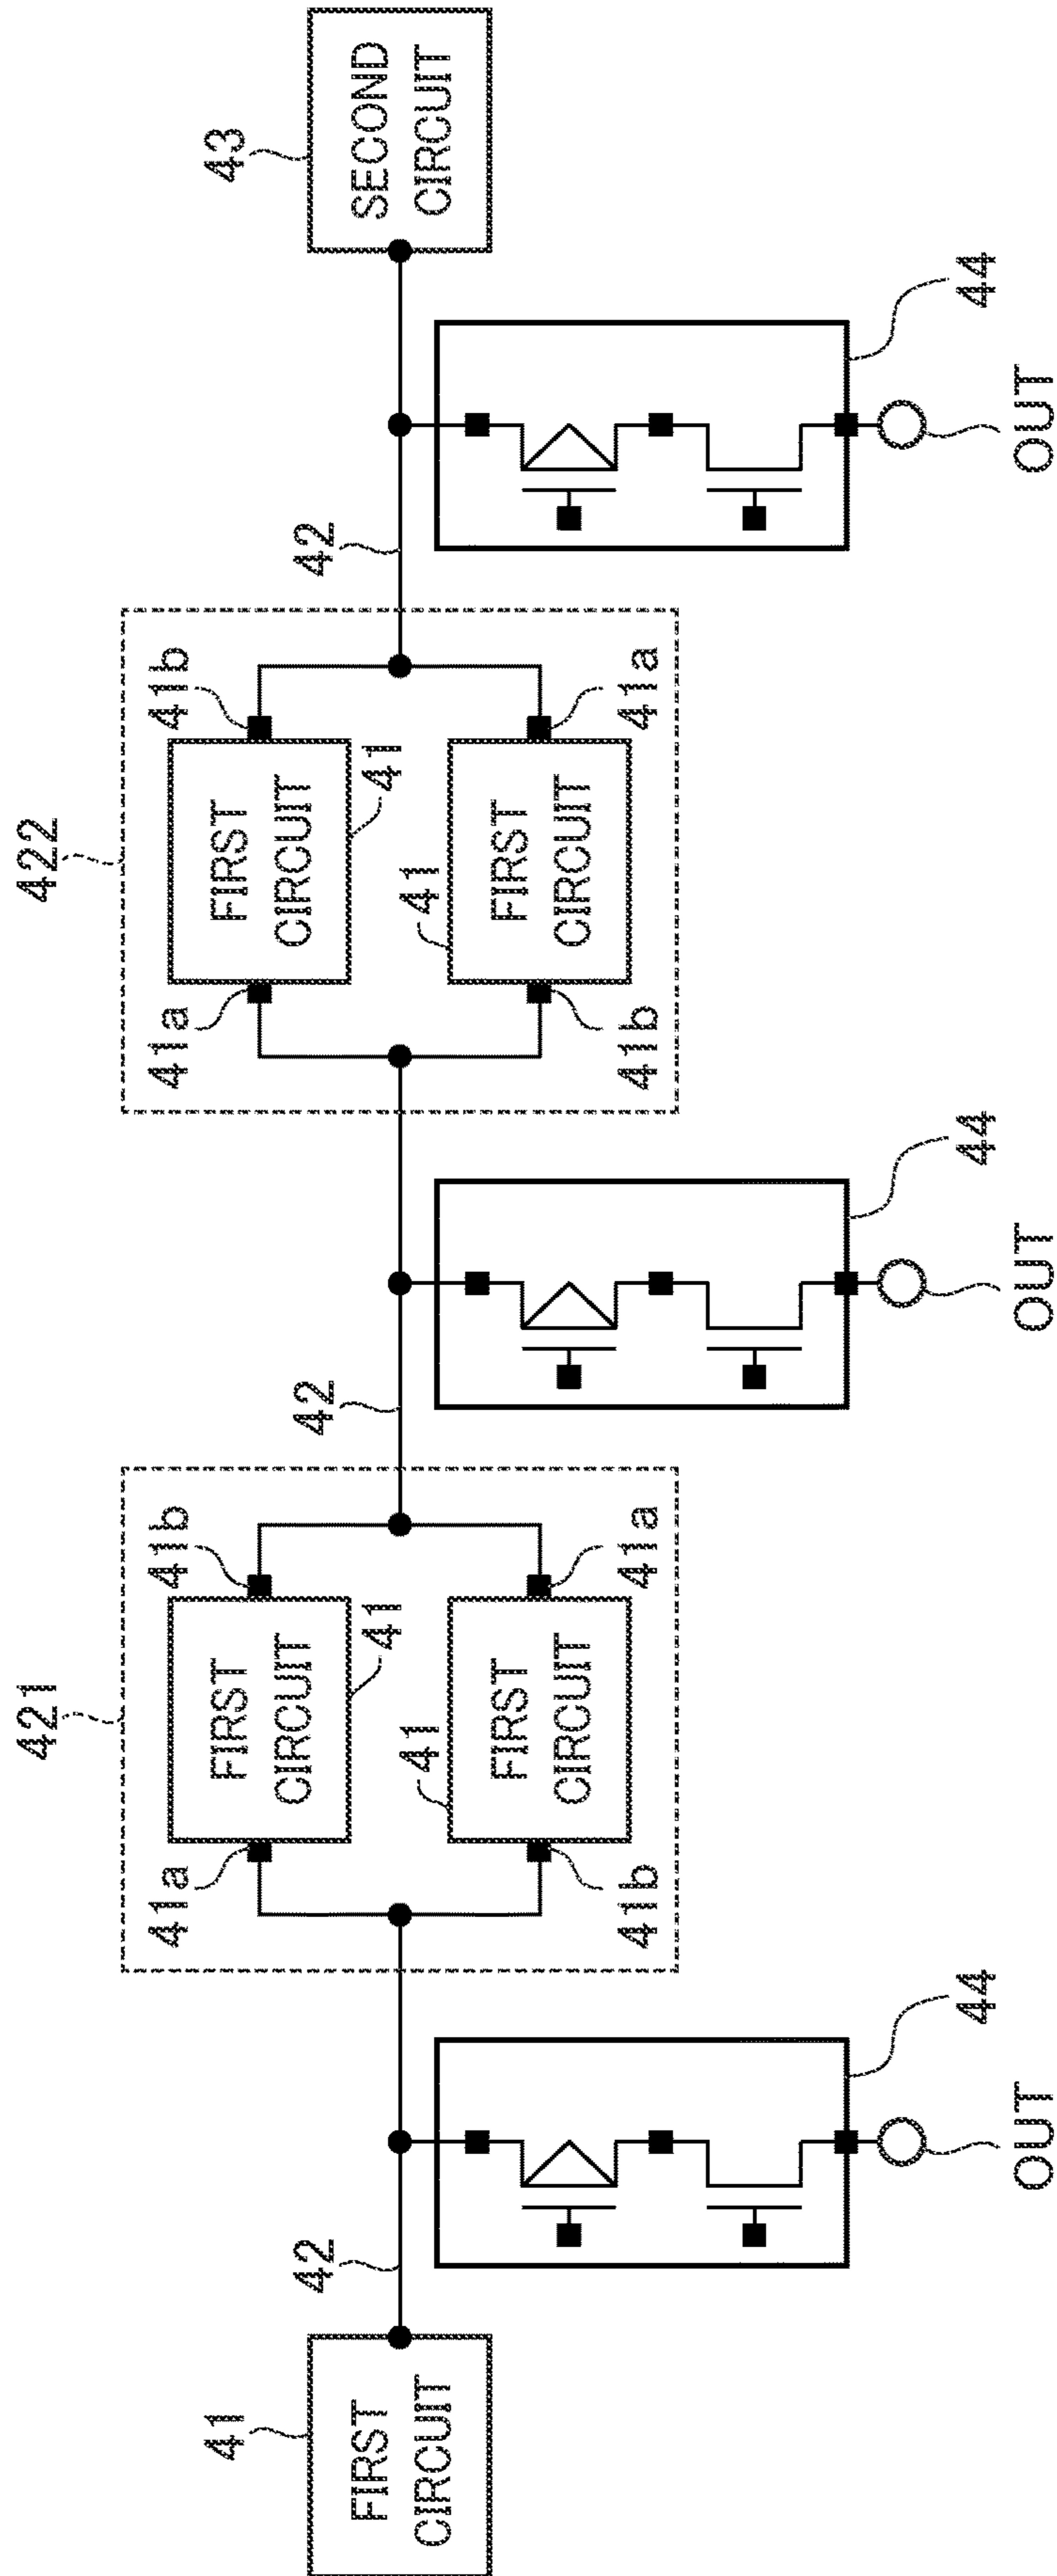 421
422
41a
41b
41a
41b
41
FIRST
CIRCUIT
FIRST
CIRCUIT
43
42
42
42
FIRST
CIRCUIT
41
41
SECOND
CIRCUIT
41
41
FIRST
CIRCUIT
FIRST
CIRCUIT
41b
41a
41b
41a
44
44
44
OUT
OUT
OUT